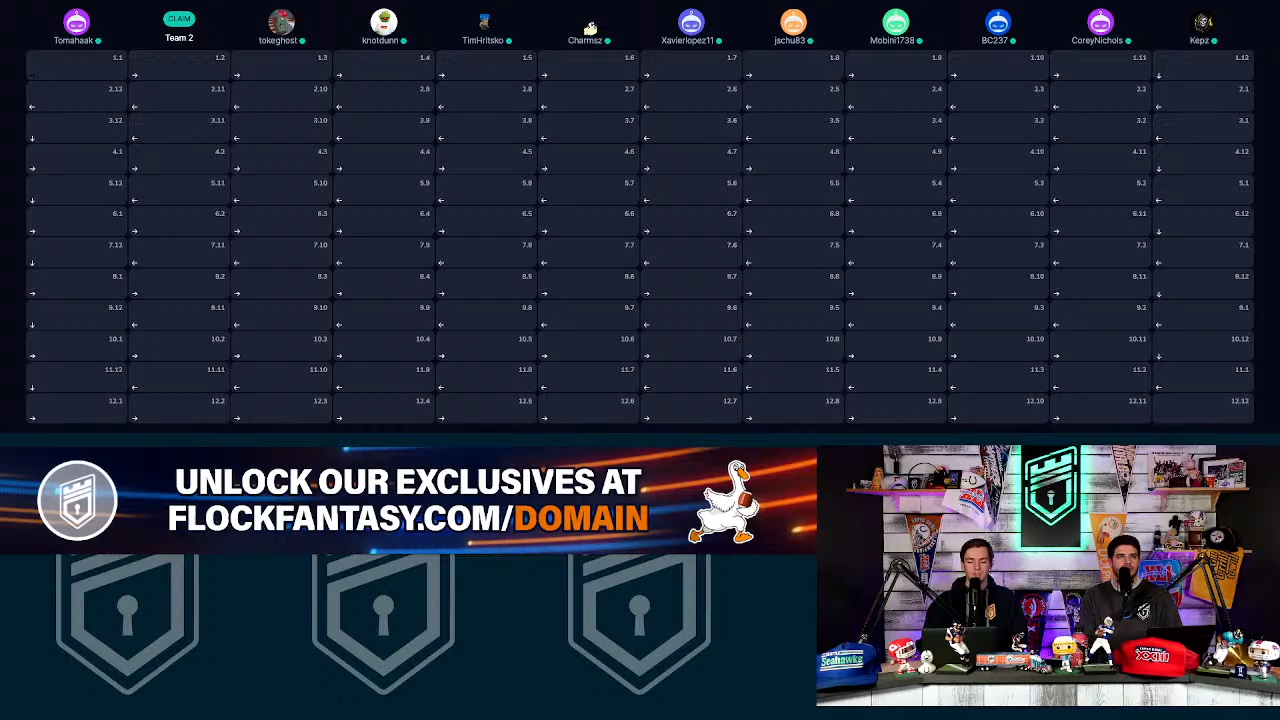 CLAIM
Tomahaak Team 2 tokeghost knotdunn TimHritsko Charmsz Xavierlopez11 jschu83 Mobini1738 BC237 CoreyNichols Kepz
1.1 1.2 1.3 1.4 1.5 1.6 1.7 1.8 1.9 1.10 1.11 1.12
2.12 2.11 2.10 2.9 2.8 2.7 2.6 2.5 2.4 2.3 2.2 2.1
3.12 3.11 3.10 3.9 3.8 3.7 3.6 3.5 3.4 3.3 3.2 3.1
4.1 4.2 4.3 4.4 4.5 4.6 4.7 4.8 4.9 4.10 4.11 4.12
5.12 5.11 5.10 5.9 5.8 5.7 5.6 5.5 5.4 5.3 5.2 5.1
6.1 6.2 6.3 6.4 6.5 6.6 6.7 6.8 6.9 6.10 6.11 6.12
7.12 7.11 7.10 7.9 7.8 7.7 7.6 7.5 7.4 7.3 7.2 7.1
8.1 8.2 8.3 8.4 8.5 8.6 8.7 8.8 8.9 8.10 8.11 8.12
9.12 9.11 9.10 9.9 9.8 9.7 9.6 9.5 9.4 9.3 9.2 9.1
10.1 10.2 10.3 10.4 10.5 10.6 10.7 10.8 10.9 10.10 10.11 10.12
11.12 11.11 11.10 11.9 11.8 11.7 11.6 11.5 11.4 11.3 11.2 11.1
12.1 12.2 12.3 12.4 12.5 12.6 12.7 12.8 12.9 12.10 12.11 12.12
UNLOCK OUR EXCLUSIVES AT
FLOCKFANTASY.COM/DOMAIN
Seahawks
XXIII